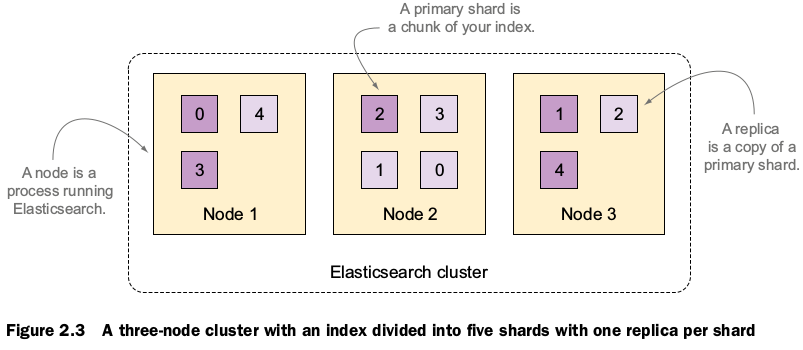 A primary shard is
a chunk of your index.
0 4
3
Node 1
2 3
1 0
Node 2
1 2
4
Node 3
A node is a
process running
Elasticsearch.
A replica
is a copy of a
primary shard.
Elasticsearch cluster
Figure 2.3 A three-node cluster with an index divided into five shards with one replica per shard